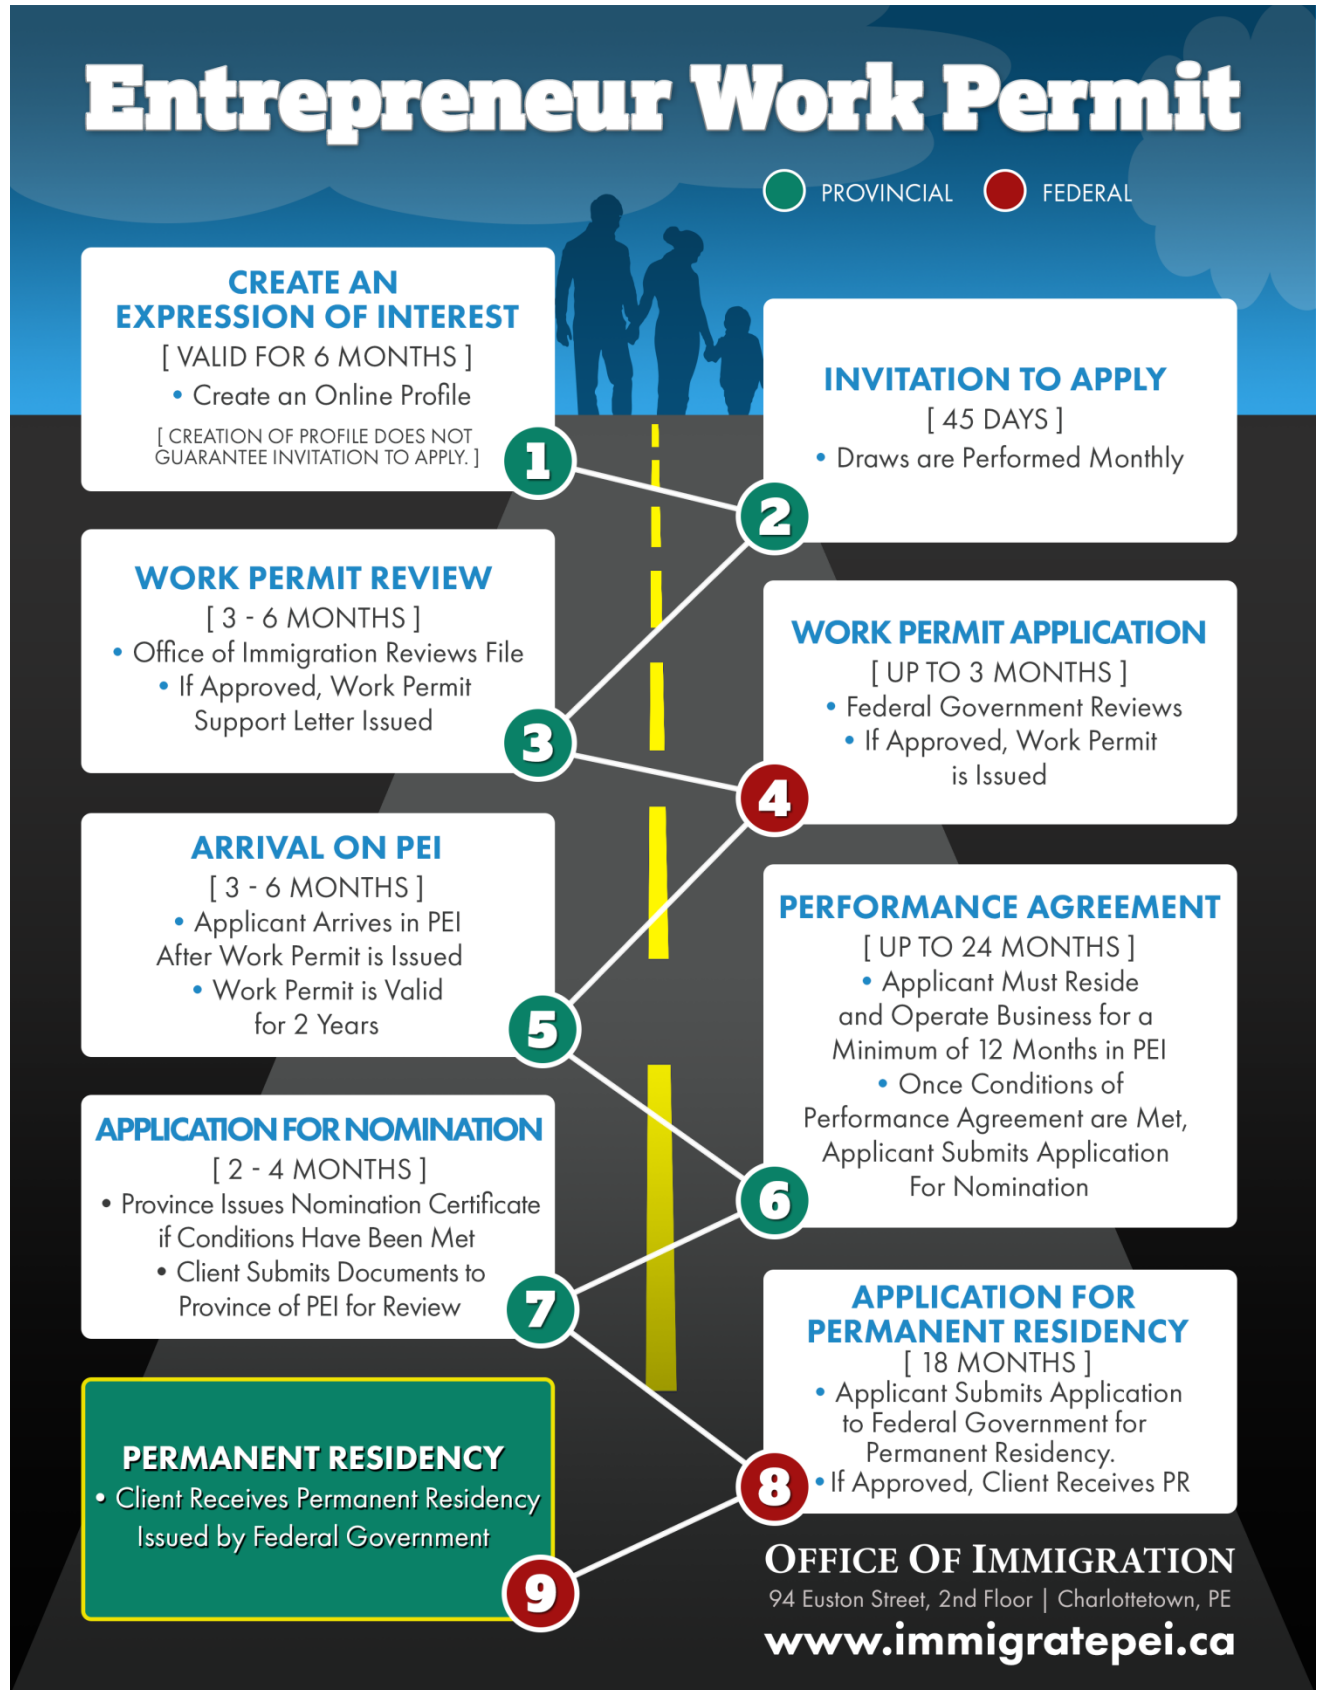 Entrepreneur Work Permit
PROVINCIAL
FEDERAL
CREATE AN
EXPRESSION OF INTEREST
[ VALID FOR 6 MONTHS ]
• Create an Online Profile
[ CREATION OF PROFILE DOES NOT
GUARANTEE INVITATION TO APPLY. ]
1
INVITATION TO APPLY
[ 45 DAYS ]
• Draws are Performed Monthly
2
WORK PERMIT REVIEW
[ 3 - 6 MONTHS ]
• Office of Immigration Reviews File
• If Approved, Work Permit
Support Letter Issued
3
WORK PERMIT APPLICATION
[ UP TO 3 MONTHS ]
• Federal Government Reviews
• If Approved, Work Permit
is Issued
4
ARRIVAL ON PEI
[ 3 - 6 MONTHS ]
• Applicant Arrives in PEI
After Work Permit is Issued
• Work Permit is Valid
for 2 Years
5
PERFORMANCE AGREEMENT
[ UP TO 24 MONTHS ]
• Applicant Must Reside
and Operate Business for a
Minimum of 12 Months in PEI
• Once Conditions of
Performance Agreement are Met,
Applicant Submits Application
For Nomination
6
APPLICATION FOR NOMINATION
[ 2 - 4 MONTHS ]
• Province Issues Nomination Certificate
if Conditions Have Been Met
• Client Submits Documents to
Province of PEI for Review
7
APPLICATION FOR
PERMANENT RESIDENCY
[ 18 MONTHS ]
• Applicant Submits Application
to Federal Government for
Permanent Residency.
• If Approved, Client Receives PR
8
PERMANENT RESIDENCY
• Client Receives Permanent Residency
Issued by Federal Government
9
OFFICE OF IMMIGRATION
94 Euston Street, 2nd Floor | Charlottetown, PE
www.immigratepei.ca